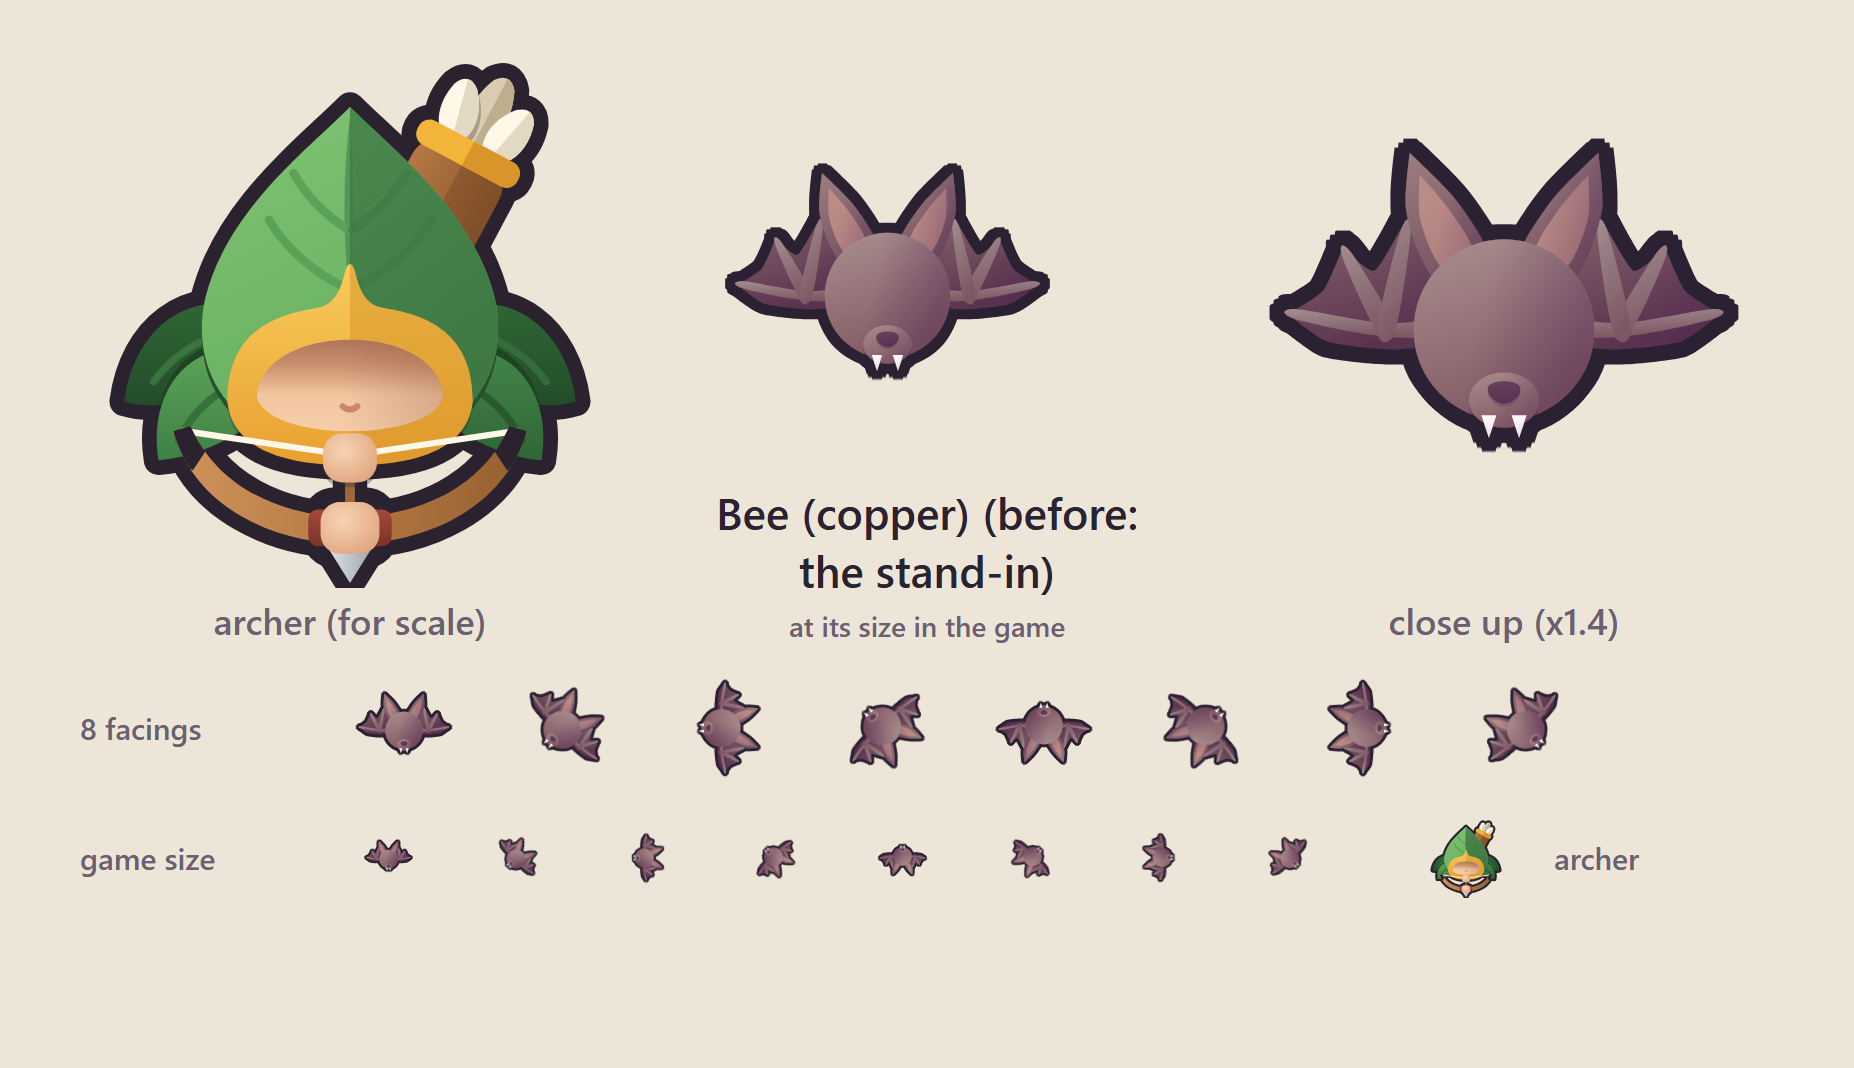 Bee (copper) (before:
the stand-in)
archer (for scale)
at its size in the game
close up (x1.4)
8 facings
game size
archer